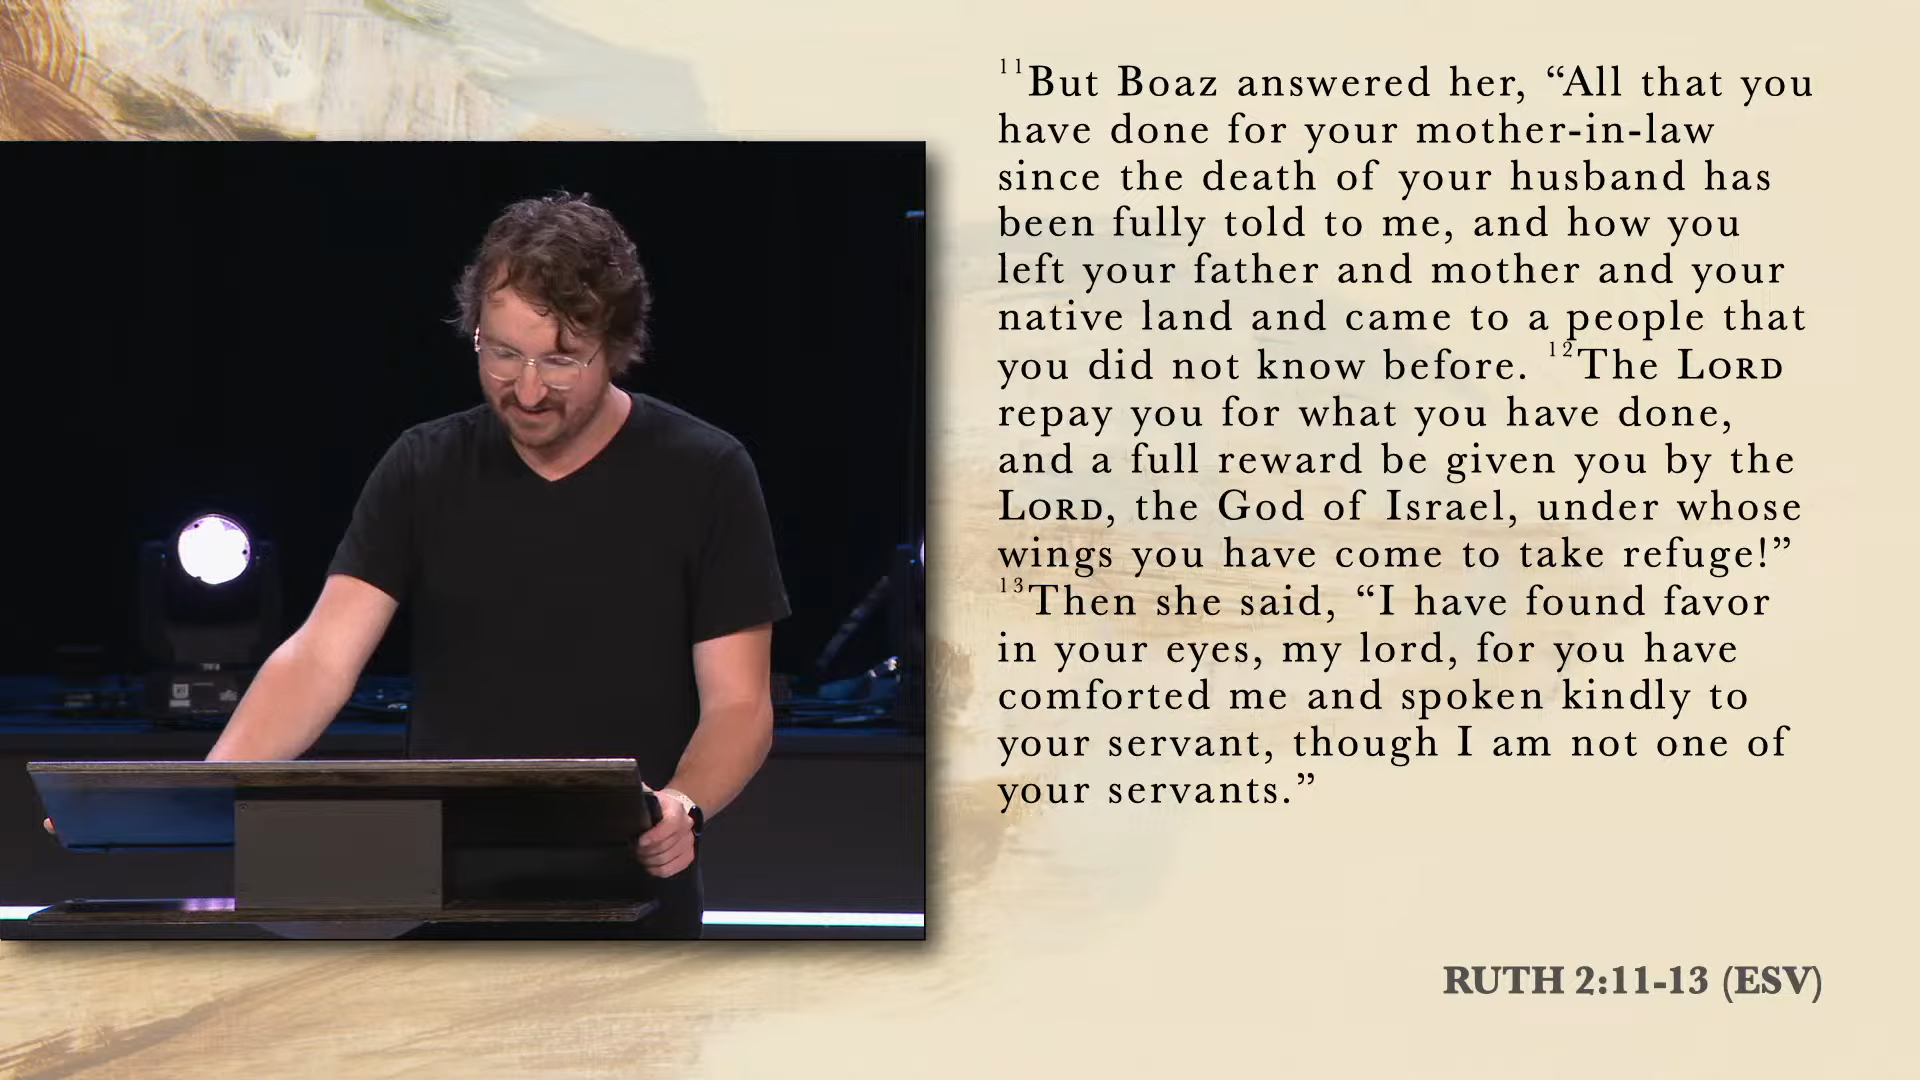 ¹¹But Boaz answered her, “All that you
have done for your mother-in-law
since the death of your husband has
been fully told to me, and how you
left your father and mother and your
native land and came to a people that
you did not know before. ¹²The LORD
repay you for what you have done,
and a full reward be given you by the
LORD, the God of Israel, under whose
wings you have come to take refuge!”
¹³Then she said, “I have found favor
in your eyes, my lord, for you have
comforted me and spoken kindly to
your servant, though I am not one of
your servants.”
RUTH 2:11-13 (ESV)